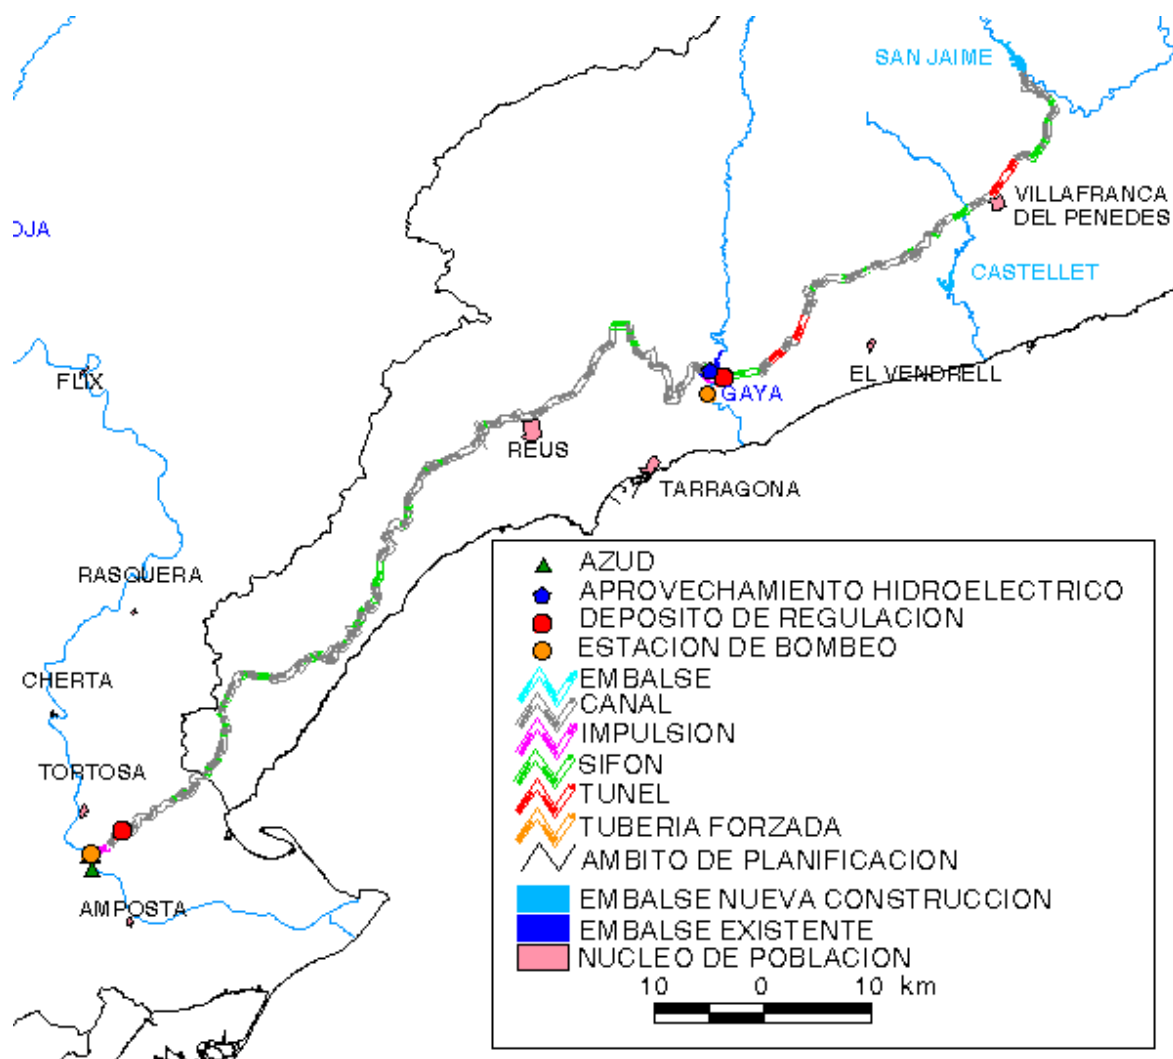 SAN JAIME
VILLAFRANCA
DEL PENEDES
OJA
CASTELLET
FLIX
EL VENDRELL
GAYA
REUS
TARRAGONA
RASQUERA
CHERTA
TORTOSA
AMPOSTA
AZUD
APROVECHAMIENTO HIDROELECTRICO
DEPOSITO DE REGULACION
ESTACION DE BOMBEO
EMBALSE
CANAL
IMPULSION
SIFON
TUNEL
TUBERIA FORZADA
AMBITO DE PLANIFICACION
EMBALSE NUEVA CONSTRUCCION
EMBALSE EXISTENTE
NUCLEO DE POBLACION
10 0 10 km